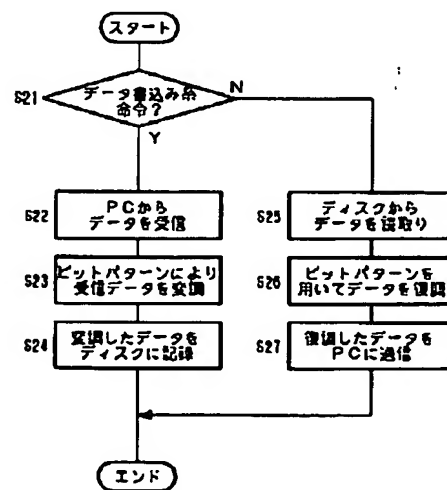 スタート
S21
データ書込み系
命令?
N
Y
S22
PCから
データを受信
S23
ビットパターンにより
受信データを変調
S24
変調したデータを
ディスクに記録
S25
ディスクから
データを読取り
S26
ビットパターンを
用いてデータを復調
S27
復調したデータを
PCに送信
エンド